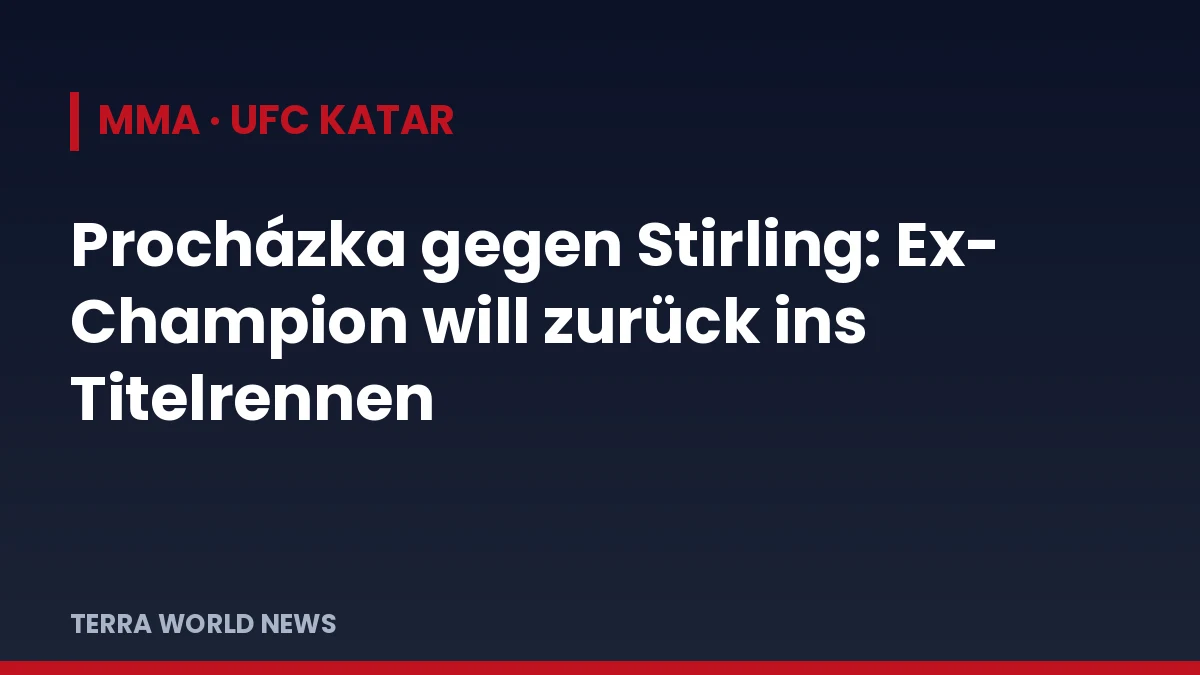 MMA · UFC KATAR
Procházka gegen Stirling: Ex-
Champion will zurück ins
Titelrennen
TERRA WORLD NEWS